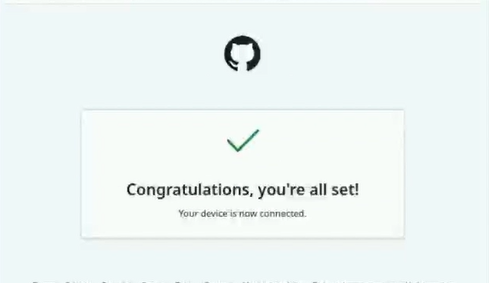 Congratulations, you're all set!
Your device is now connected.